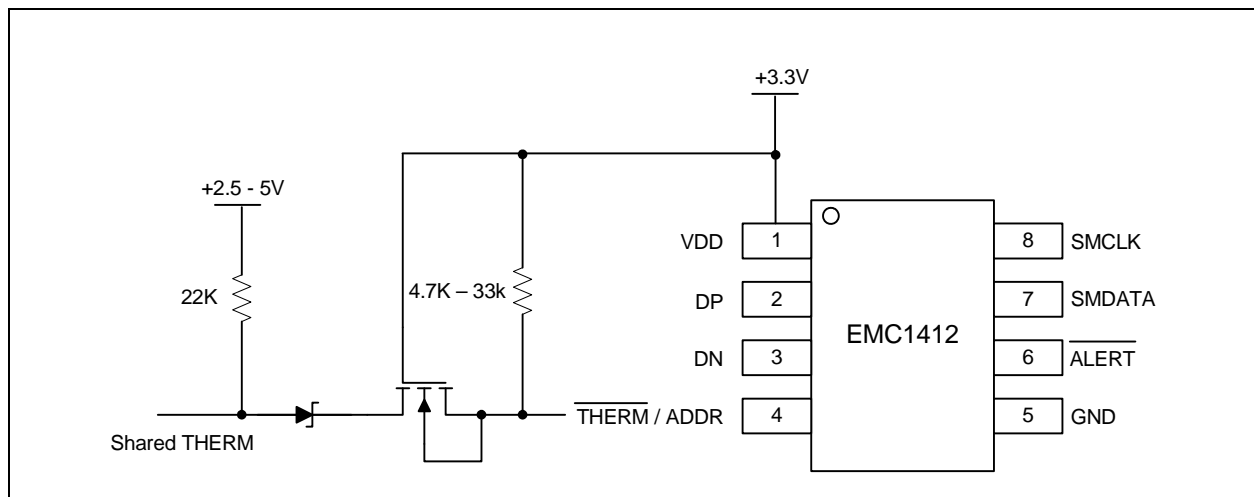 +3.3V
+2.5 - 5V
22K
4.7K – 33k
Shared THERM
THERM / ADDR
VDD
DP
DN
1
2
3
4
EMC1412
8
7
6
5
SMCLK
SMDATA
ALERT
GND